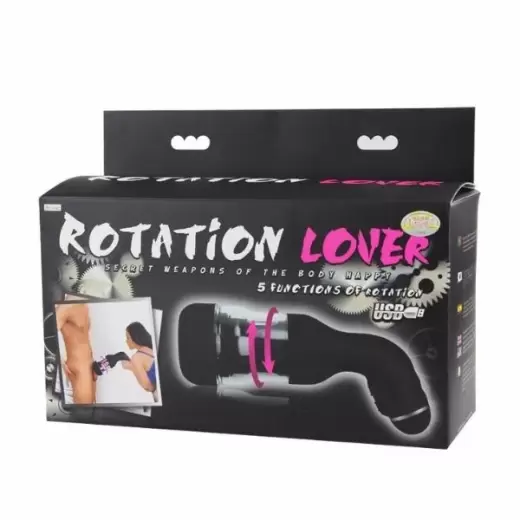 ROTATION LOVER
SECRET WEAPONS OF THE BODY HAPPY
5 FUNCTIONS OF ROTATION
USB